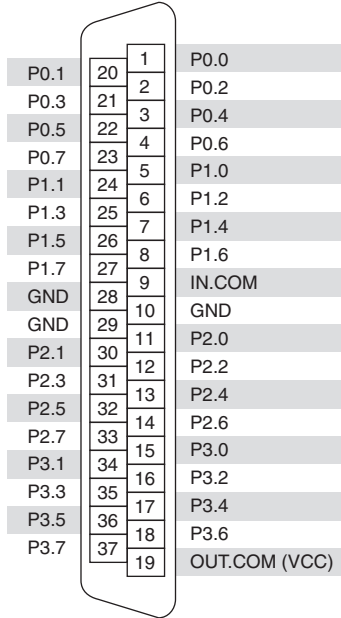 1 P0.0
P0.1 20
2 P0.2
P0.3 21
3 P0.4
P0.5 22
4 P0.6
P0.7 23
5 P1.0
P1.1 24
6 P1.2
P1.3 25
7 P1.4
P1.5 26
8 P1.6
P1.7 27
9 IN.COM
GND 28
10 GND
GND 29
11 P2.0
P2.1 30
12 P2.2
P2.3 31
13 P2.4
P2.5 32
14 P2.6
P2.7 33
15 P3.0
P3.1 34
16 P3.2
P3.3 35
17 P3.4
P3.5 36
18 P3.6
P3.7 37
19 OUT.COM (VCC)